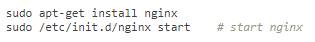 sudo apt-get install nginx
sudo /etc/init.d/nginx start    # start nginx